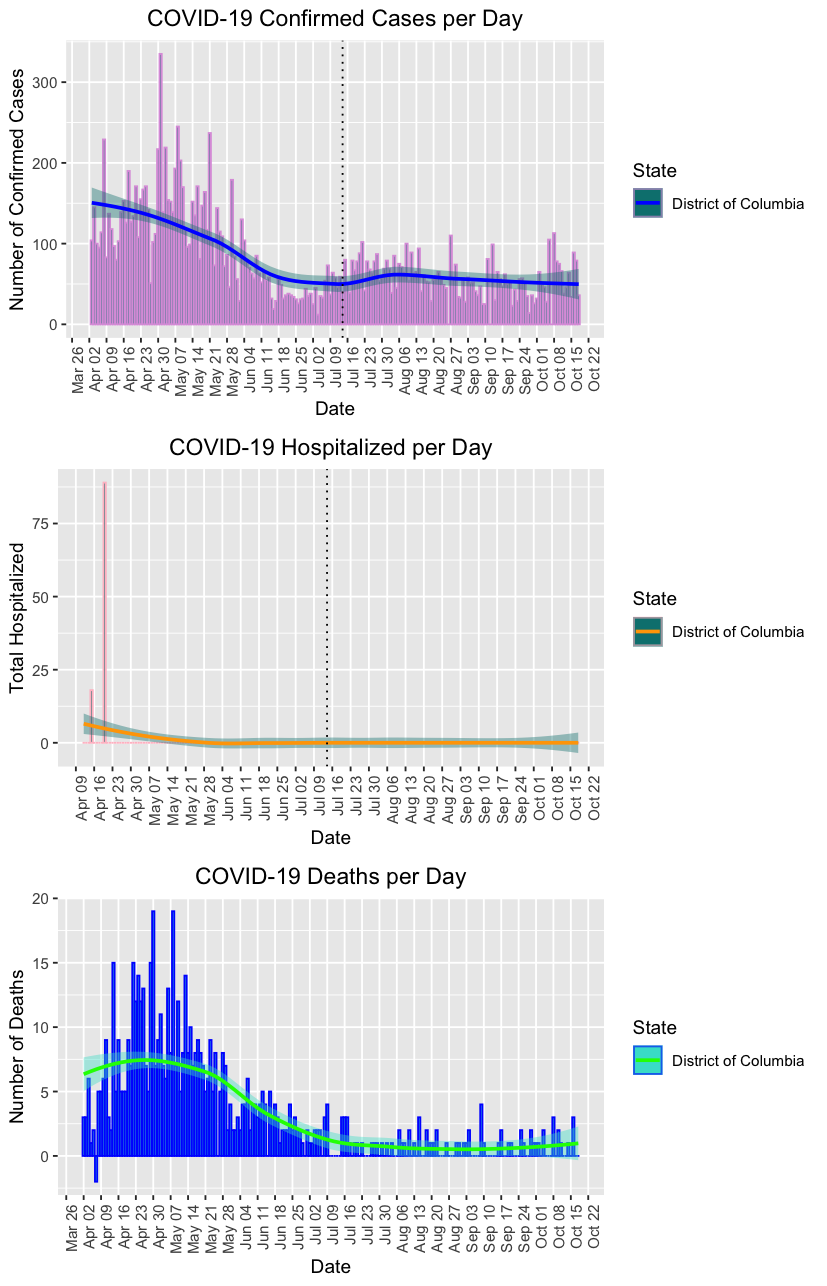 COVID-19 Confirmed Cases per Day
Number of Confirmed Cases
300
200
100
0
Mar 26
Apr 02
Apr 09
Apr 16
Apr 23
Apr 30
May 07
May 14
May 21
May 28
Jun 04
Jun 11
Jun 18
Jun 25
Jul 02
Jul 09
Jul 16
Jul 23
Jul 30
Aug 06
Aug 13
Aug 20
Aug 27
Sep 03
Sep 10
Sep 17
Sep 24
Oct 01
Oct 08
Oct 15
Oct 22
Date
State
District of Columbia
COVID-19 Hospitalized per Day
Total Hospitalized
75
50
25
0
Apr 09
Apr 16
Apr 23
Apr 30
May 07
May 14
May 21
May 28
Jun 04
Jun 11
Jun 18
Jun 25
Jul 02
Jul 09
Jul 16
Jul 23
Jul 30
Aug 06
Aug 13
Aug 20
Aug 27
Sep 03
Sep 10
Sep 17
Sep 24
Oct 01
Oct 08
Oct 15
Oct 22
Date
State
District of Columbia
COVID-19 Deaths per Day
Number of Deaths
20
15
10
5
0
Mar 26
Apr 02
Apr 09
Apr 16
Apr 23
Apr 30
May 07
May 14
May 21
May 28
Jun 04
Jun 11
Jun 18
Jun 25
Jul 02
Jul 09
Jul 16
Jul 23
Jul 30
Aug 06
Aug 13
Aug 20
Aug 27
Sep 03
Sep 10
Sep 17
Sep 24
Oct 01
Oct 08
Oct 15
Oct 22
Date
State
District of Columbia